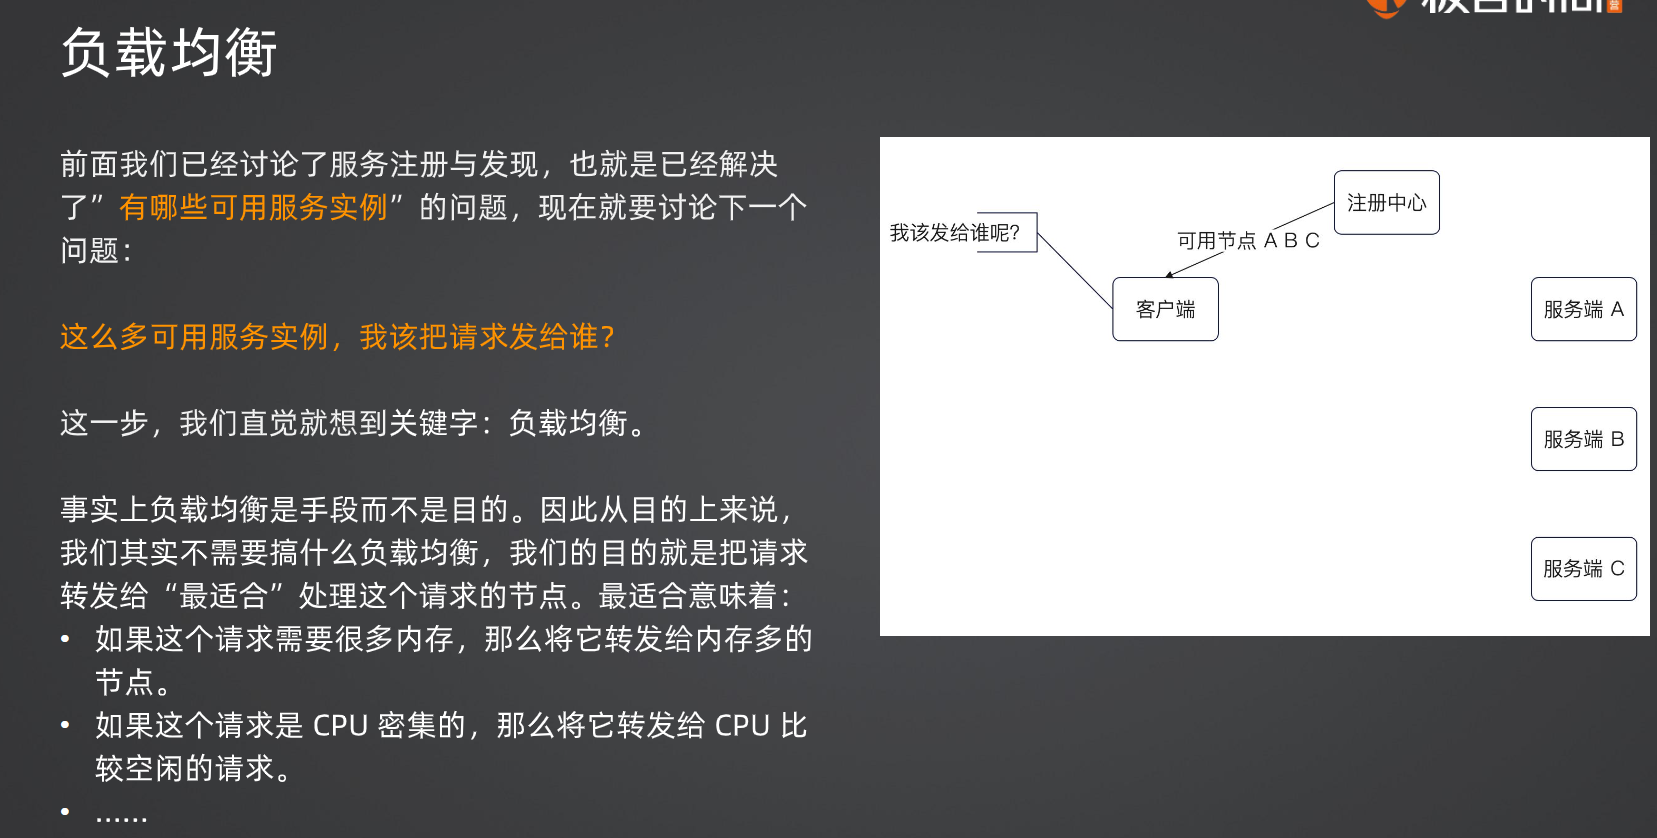 负载均衡
前面我们已经讨论了服务注册与发现，也就是已经解决
了”有哪些可用服务实例”的问题，现在就要讨论下一个
问题：
这么多可用服务实例，我该把请求发给谁？
这一步，我们直觉就想到关键字：负载均衡。
事实上负载均衡是手段而不是目的。因此从目的上来说，
我们其实不需要搞什么负载均衡，我们的目的就是把请求
转发给“最适合”处理这个请求的节点。最适合意味着：
• 如果这个请求需要很多内存，那么将它转发给内存多的
节点。
• 如果这个请求是 CPU 密集的，那么将它转发给 CPU 比
较空闲的请求。
• ……
注册中心
我该发给谁呢？
可用节点 A B C
客户端
服务端 A
服务端 B
服务端 C